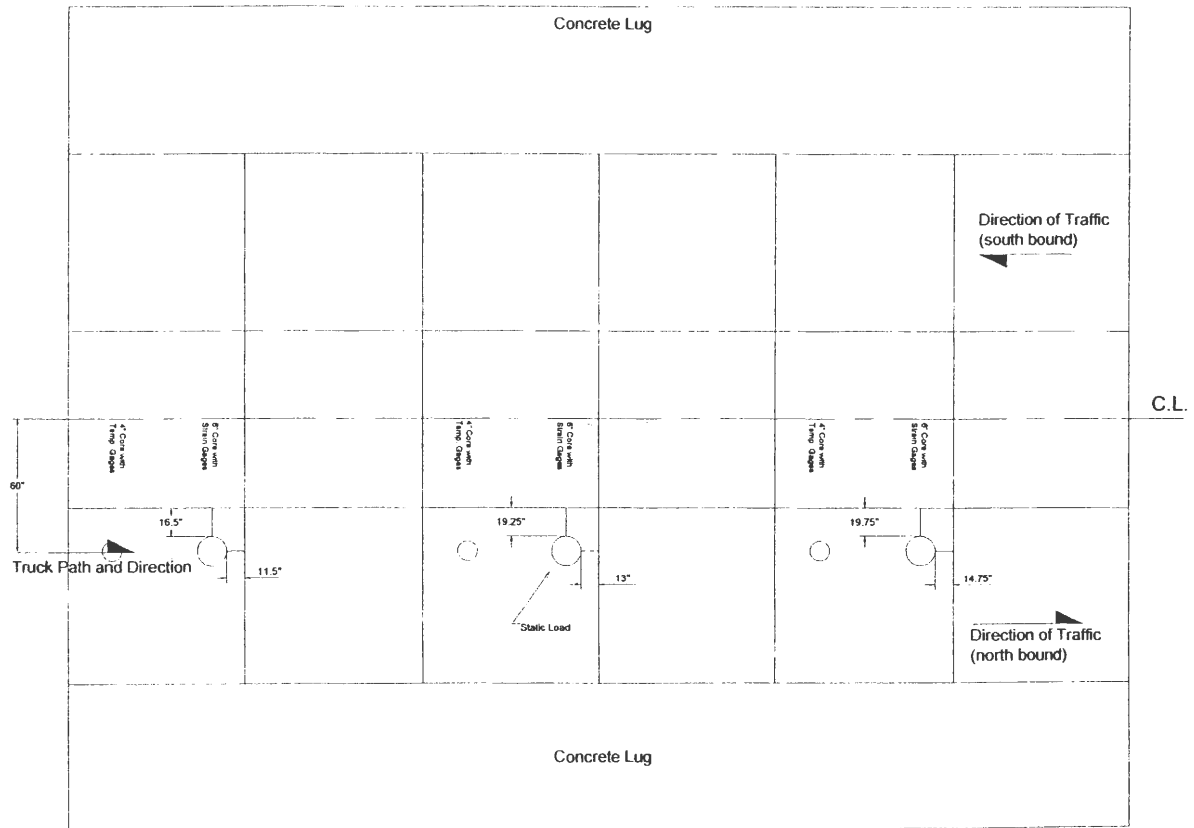 Concrete Lug
Direction of Traffic
(south bound)
C.L.
4" Core with
Temp. Gages
6" Core with
Strain Gages
4" Core with
Temp. Gages
6" Core with
Strain Gages
4" Core with
Temp. Gages
6" Core with
Strain Gages
60"
16.5"
19.25"
19.75"
Truck Path and Direction
11.5"
13"
14.75"
Static Load
Direction of Traffic
(north bound)
Concrete Lug